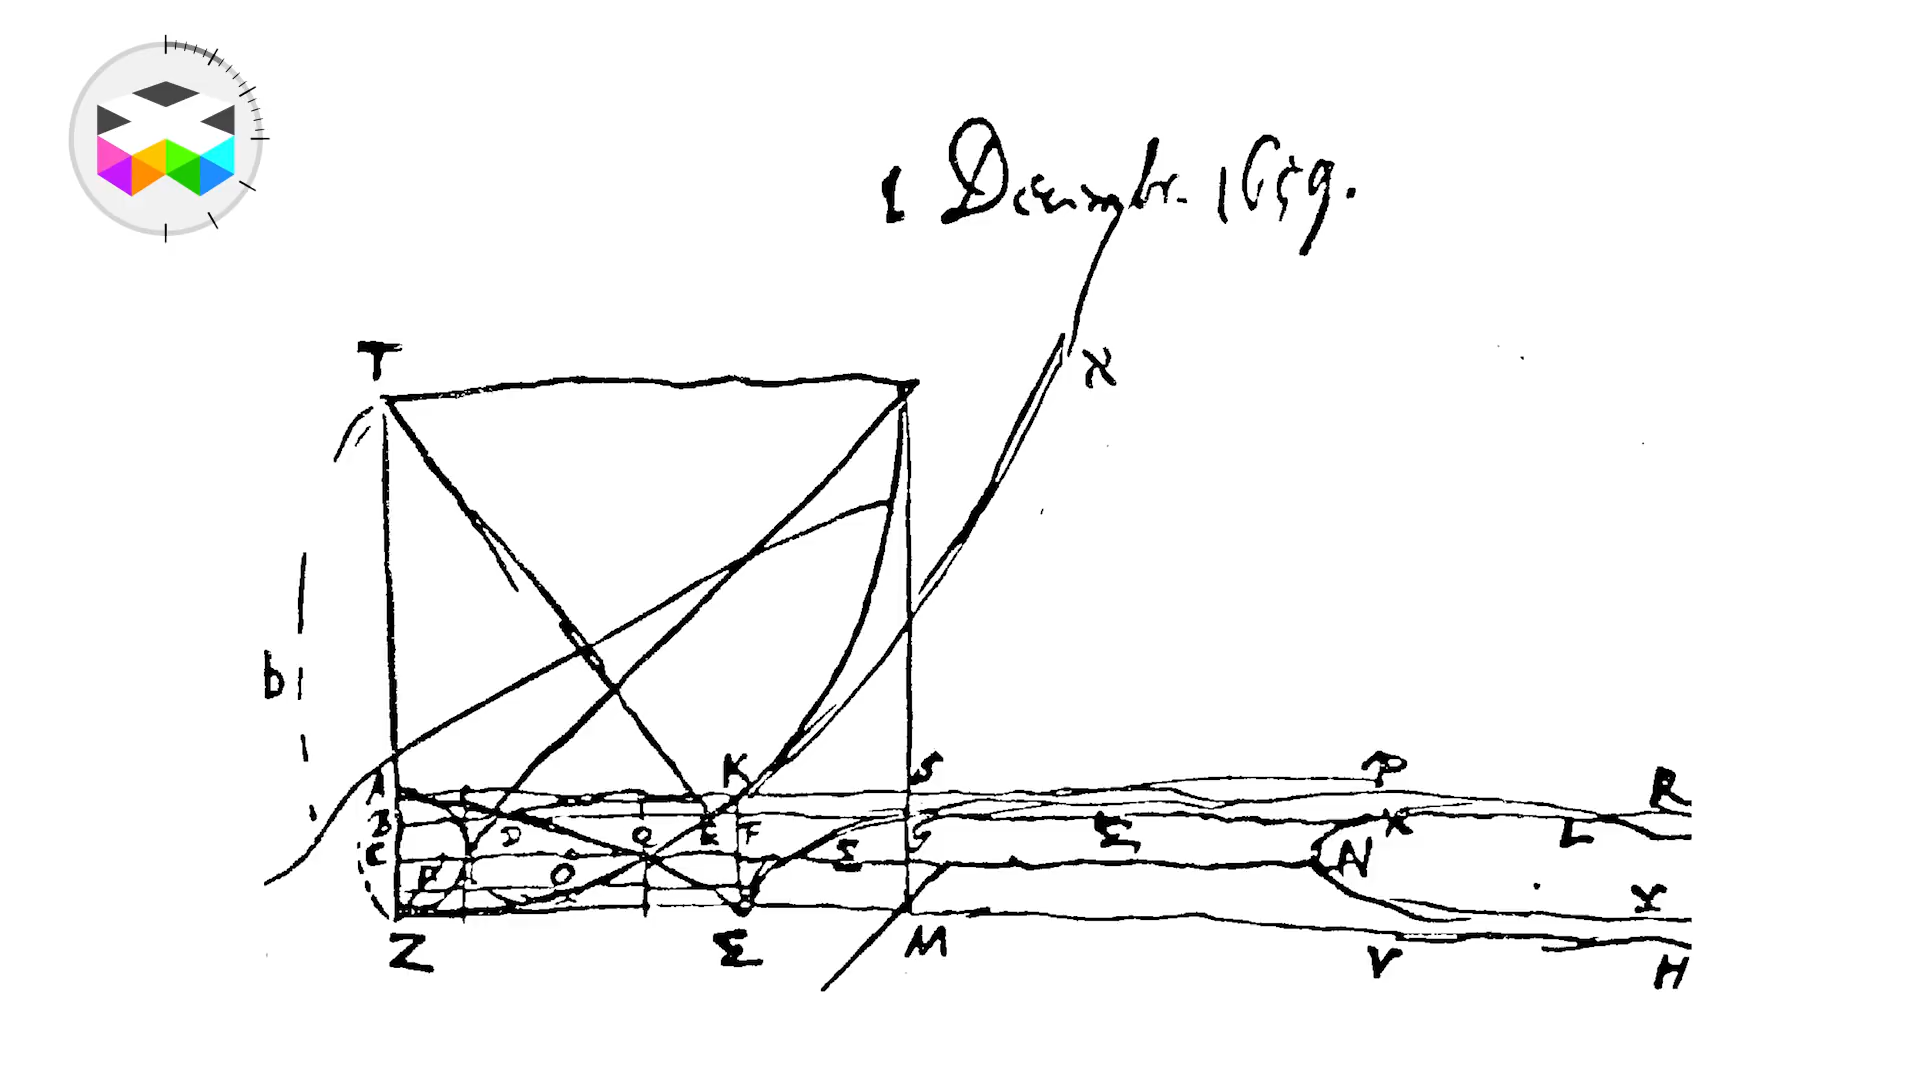 1 Decembr. 1659.
T
X
b
K S P R
A
B D Q E F G Σ X L
C Σ N
P A O Y
Z Σ M V H